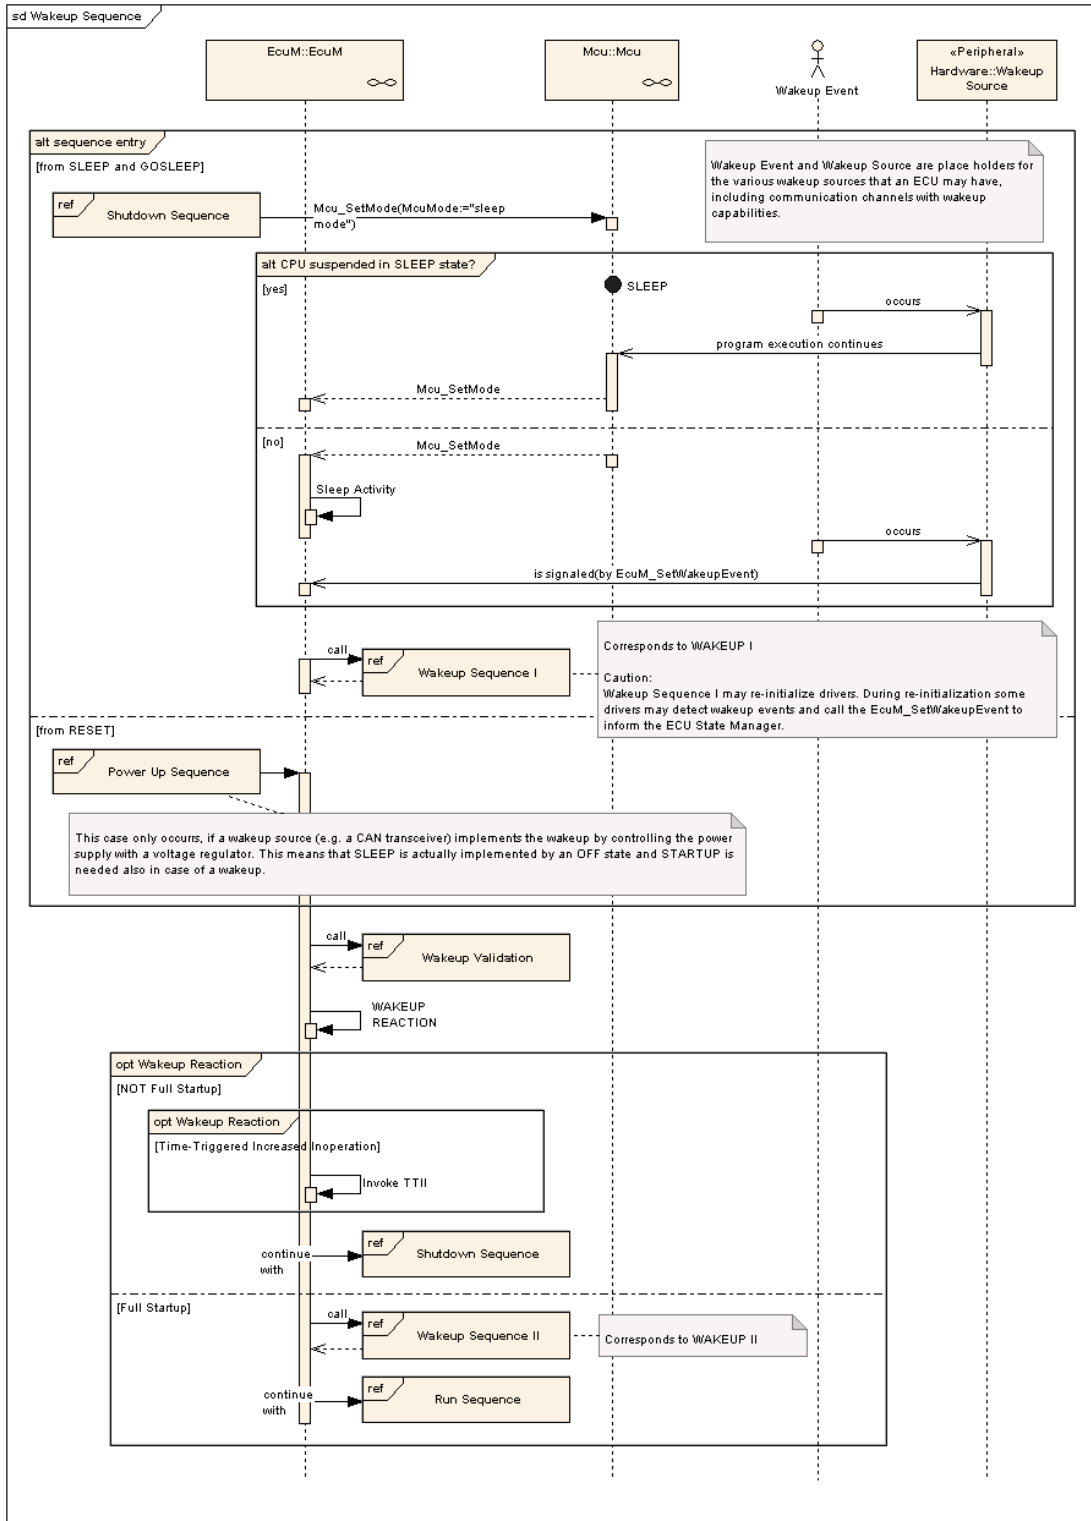 sd Wakeup Sequence
EcuM::EcuM
Mcu::Mcu
Wakeup Event
«Peripheral»
Hardware::Wakeup
Source
alt sequence entry
[from SLEEP and GOSLEEP]
Wakeup Event and Wakeup Source are place holders for
the various wakeup sources that an ECU may have,
including communication channels with wakeup
capabilities.
ref
Shutdown Sequence
Mcu_SetMode(McuMode:="sleep
mode")
alt CPU suspended in SLEEP state?
[yes]
SLEEP
occurs
program execution continues
Mcu_SetMode
[no]
Mcu_SetMode
Sleep Activity
occurs
is signaled(by EcuM_SetWakeupEvent)
call
ref
Wakeup Sequence I
Corresponds to WAKEUP I
Caution:
Wakeup Sequence I may re-initialize drivers. During re-initialization some
drivers may detect wakeup events and call the EcuM_SetWakeupEvent to
inform the ECU State Manager.
[from RESET]
ref
Power Up Sequence
This case only occurrs, if a wakeup source (e.g. a CAN transceiver) implements the wakeup by controlling the power
supply with a voltage regulator. This means that SLEEP is actually implemented by an OFF state and STARTUP is
needed also in case of a wakeup.
call
ref
Wakeup Validation
WAKEUP
REACTION
opt Wakeup Reaction
[NOT Full Startup]
opt Wakeup Reaction
[Time-Triggered Increased Inoperation]
Invoke TTII
continue
with
ref
Shutdown Sequence
[Full Startup]
call
ref
Wakeup Sequence II
Corresponds to WAKEUP II
continue
with
ref
Run Sequence